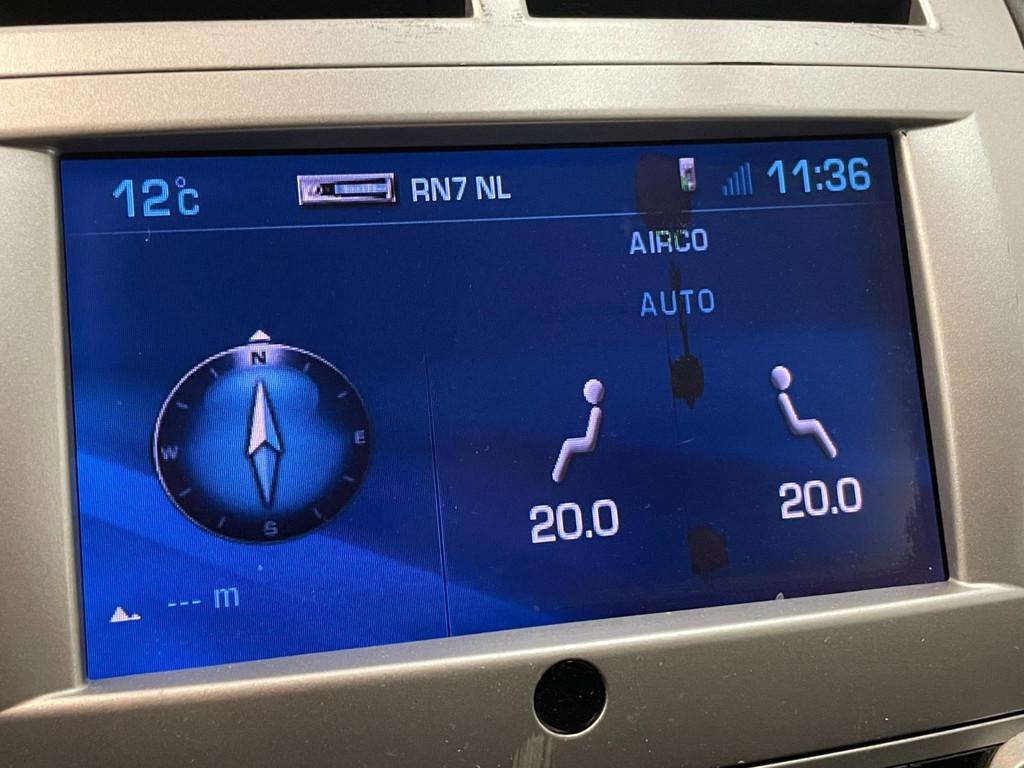 12°C RN7 NL 11:36
AIRCO
AUTO
N
W E
S
20.0 20.0
--- m